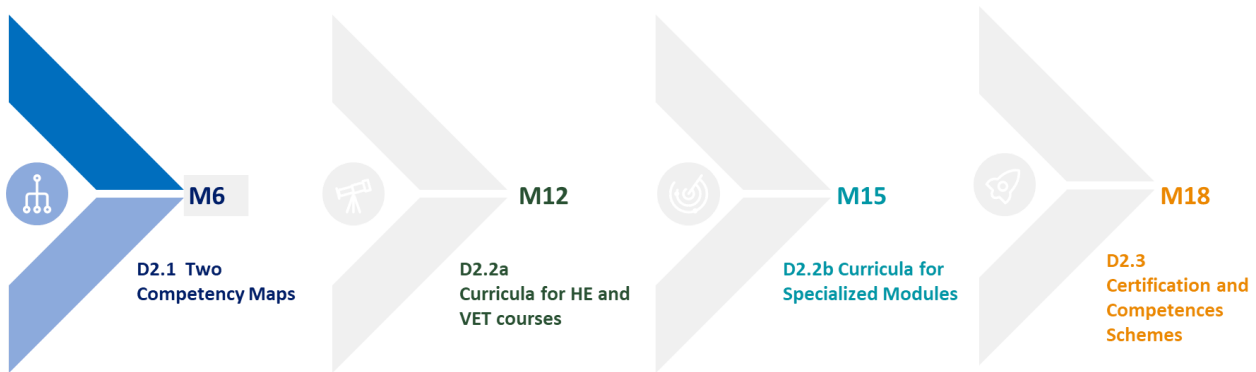 M6
D2.1  Two
Competency Maps
M12
D2.2a
Curricula for HE and
VET courses
M15
D2.2b Curricula for
Specialized Modules
M18
D2.3
Certification and
Competences
Schemes